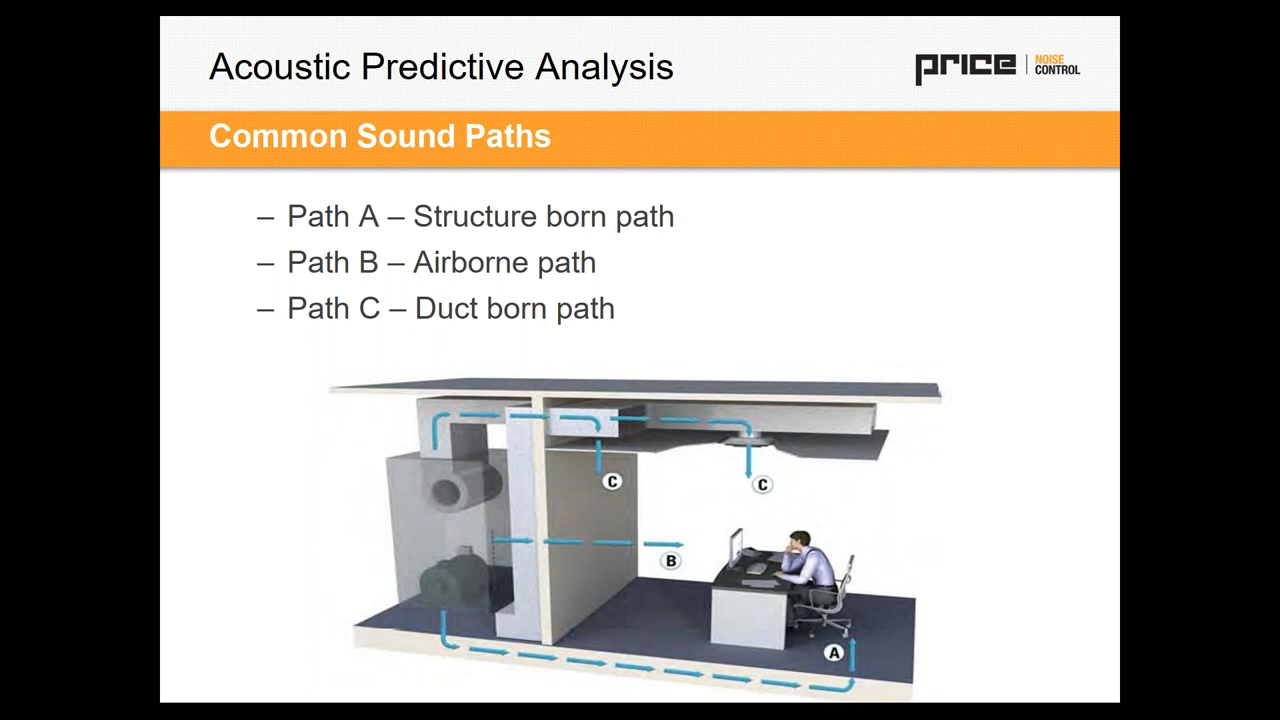 Acoustic Predictive Analysis
price | NOISE CONTROL
Common Sound Paths
– Path A – Structure born path
– Path B – Airborne path
– Path C – Duct born path
C
C
B
A